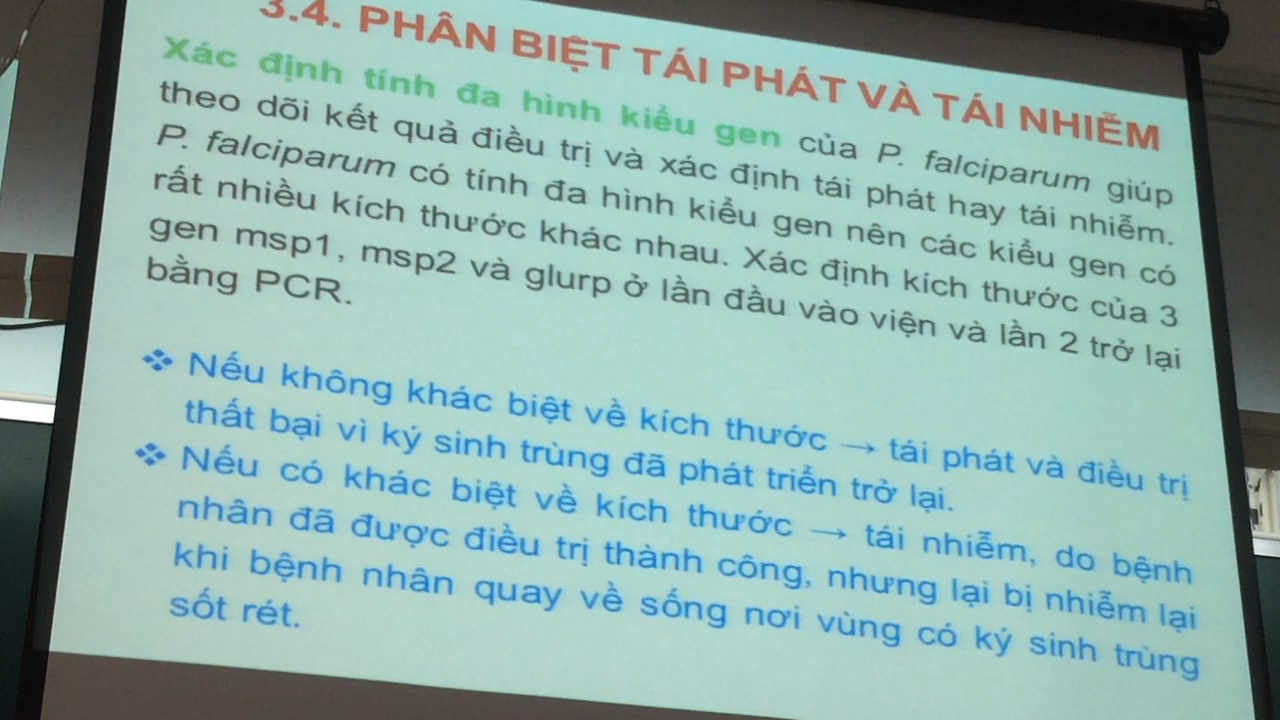 3.4. PHÂN BIỆT TÁI PHÁT VÀ TÁI NHIỄM
Xác định tính đa hình kiểu gen của P. falciparum giúp
theo dõi kết quả điều trị và xác định tái phát hay tái nhiễm.
P. falciparum có tính đa hình kiểu gen nên các kiểu gen có
rất nhiều kích thước khác nhau. Xác định kích thước của 3
gen msp1, msp2 và glurp ở lần đầu vào viện và lần 2 trở lại
bằng PCR.
❖ Nếu không khác biệt về kích thước → tái phát và điều trị
thất bại vì ký sinh trùng đã phát triển trở lại.
❖ Nếu có khác biệt về kích thước → tái nhiễm, do bệnh
nhân đã được điều trị thành công, nhưng lại bị nhiễm lại
khi bệnh nhân quay về sống nơi vùng có ký sinh trùng
sốt rét.